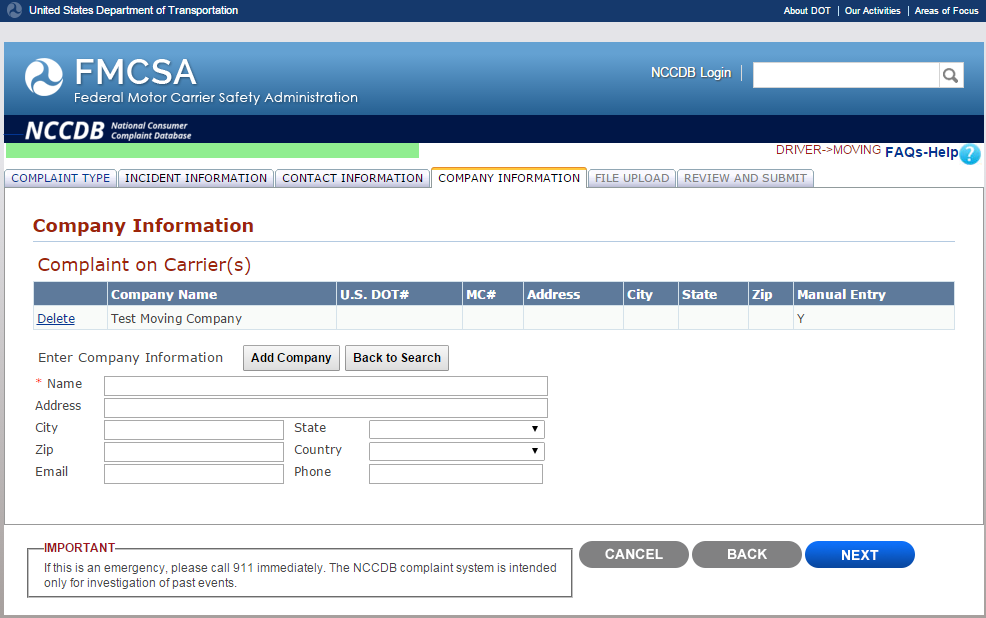 United States Department of Transportation About DOT | Our Activities | Areas of Focus
FMCSA
Federal Motor Carrier Safety Administration
NCCDB Login |
NCCDB National Consumer
Complaint Database
DRIVER->MOVING FAQs-Help ?
COMPLAINT TYPE INCIDENT INFORMATION CONTACT INFORMATION COMPANY INFORMATION FILE UPLOAD REVIEW AND SUBMIT
Company Information
Complaint on Carrier(s)
Company Name U.S. DOT# MC# Address City State Zip Manual Entry
Delete Test Moving Company Y
Enter Company Information Add Company Back to Search
* Name
Address
City State
Zip Country
Email Phone
IMPORTANT
If this is an emergency, please call 911 immediately. The NCCDB complaint system is intended
only for investigation of past events.
CANCEL BACK NEXT